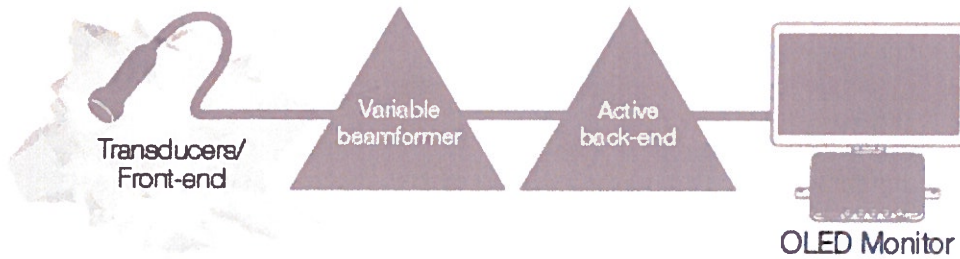 Transducers/
Front-end
Variable
beamformer
Active
back-end
OLED Monitor